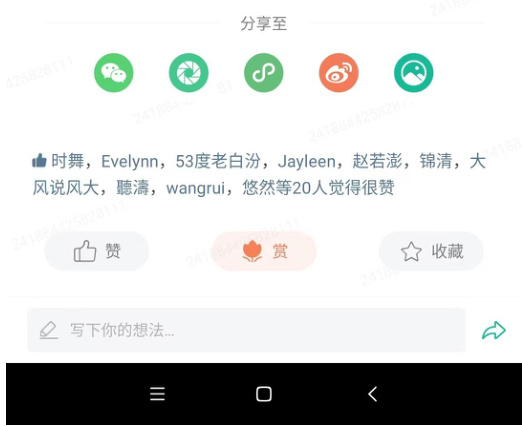 分享至
时舞，Evelynn，53度老白汾，Jayleen，赵若澎，锦清，大
风说风大，聽濤，wangrui，悠然等20人觉得很赞
赞 赏 收藏
写下你的想法...